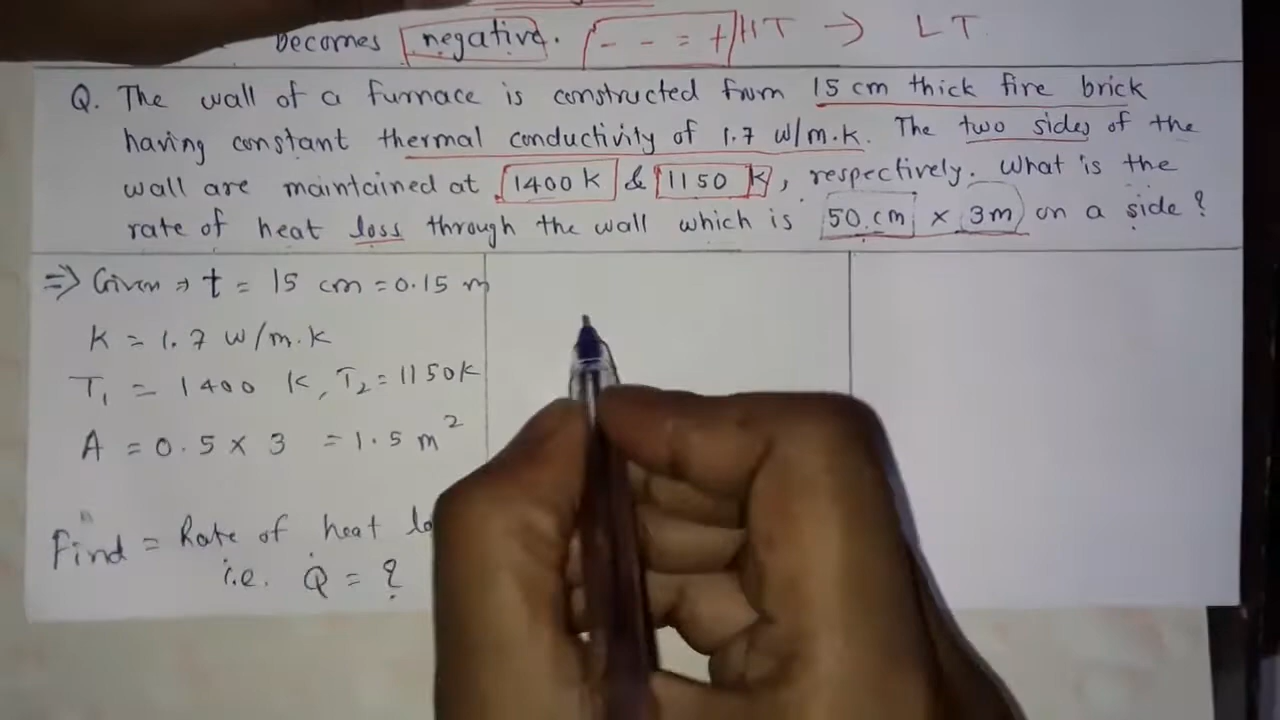 becomes negative. - - = + HT → LT
Q. The wall of a furnace is constructed from 15 cm thick fire brick
having constant thermal conductivity of 1.7 w/m.k. The two sides of the
wall are maintained at 1400 k & 1150 k, respectively. What is the
rate of heat loss through the wall which is 50 cm × 3m on a side?
⇒ Given → t = 15 cm = 0.15 m
K = 1.7 w/m.k
T₁ = 1400 K, T₂ = 1150K
A = 0.5 × 3 = 1.5 m²
Find = Rate of heat
i.e. Q̇ = ?